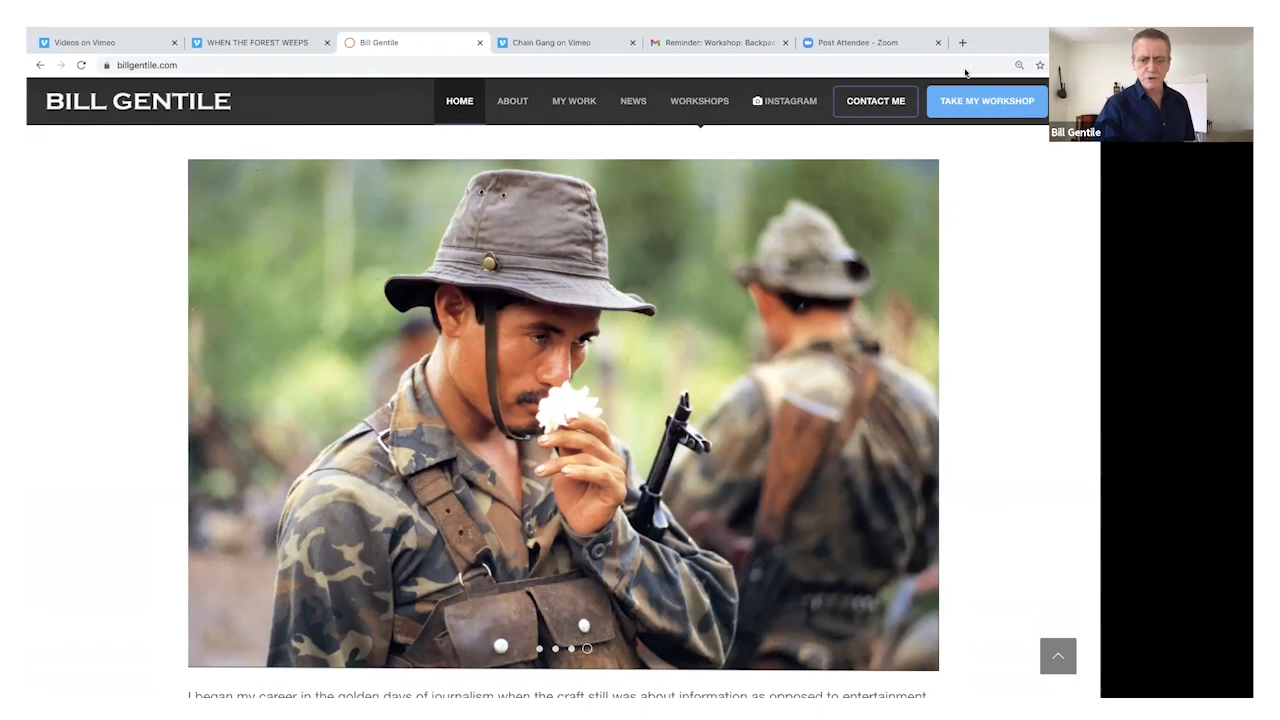 Videos on Vimeo
WHEN THE FOREST WEEPS
Bill Gentile
Chain Gang on Vimeo
Reminder: Workshop: Backpac
Post Attendee - Zoom
billgentile.com
BILL GENTILE
HOME
ABOUT
MY WORK
NEWS
WORKSHOPS
INSTAGRAM
CONTACT ME
TAKE MY WORKSHOP
Bill Gentile
I began my career in the golden days of journalism when the craft still was about information as opposed to entertainment